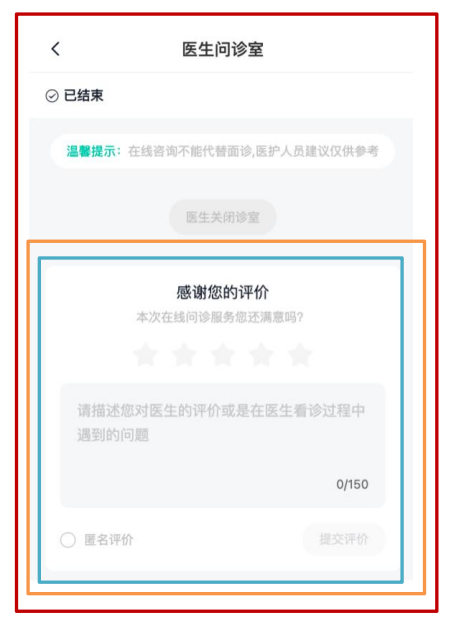 医生问诊室
已结束
温馨提示：在线咨询不能代替面诊,医护人员建议仅供参考
医生关闭诊室
感谢您的评价
本次在线问诊服务您还满意吗?
请描述您对医生的评价或是在医生看诊过程中
遇到的问题
0/150
匿名评价
提交评价